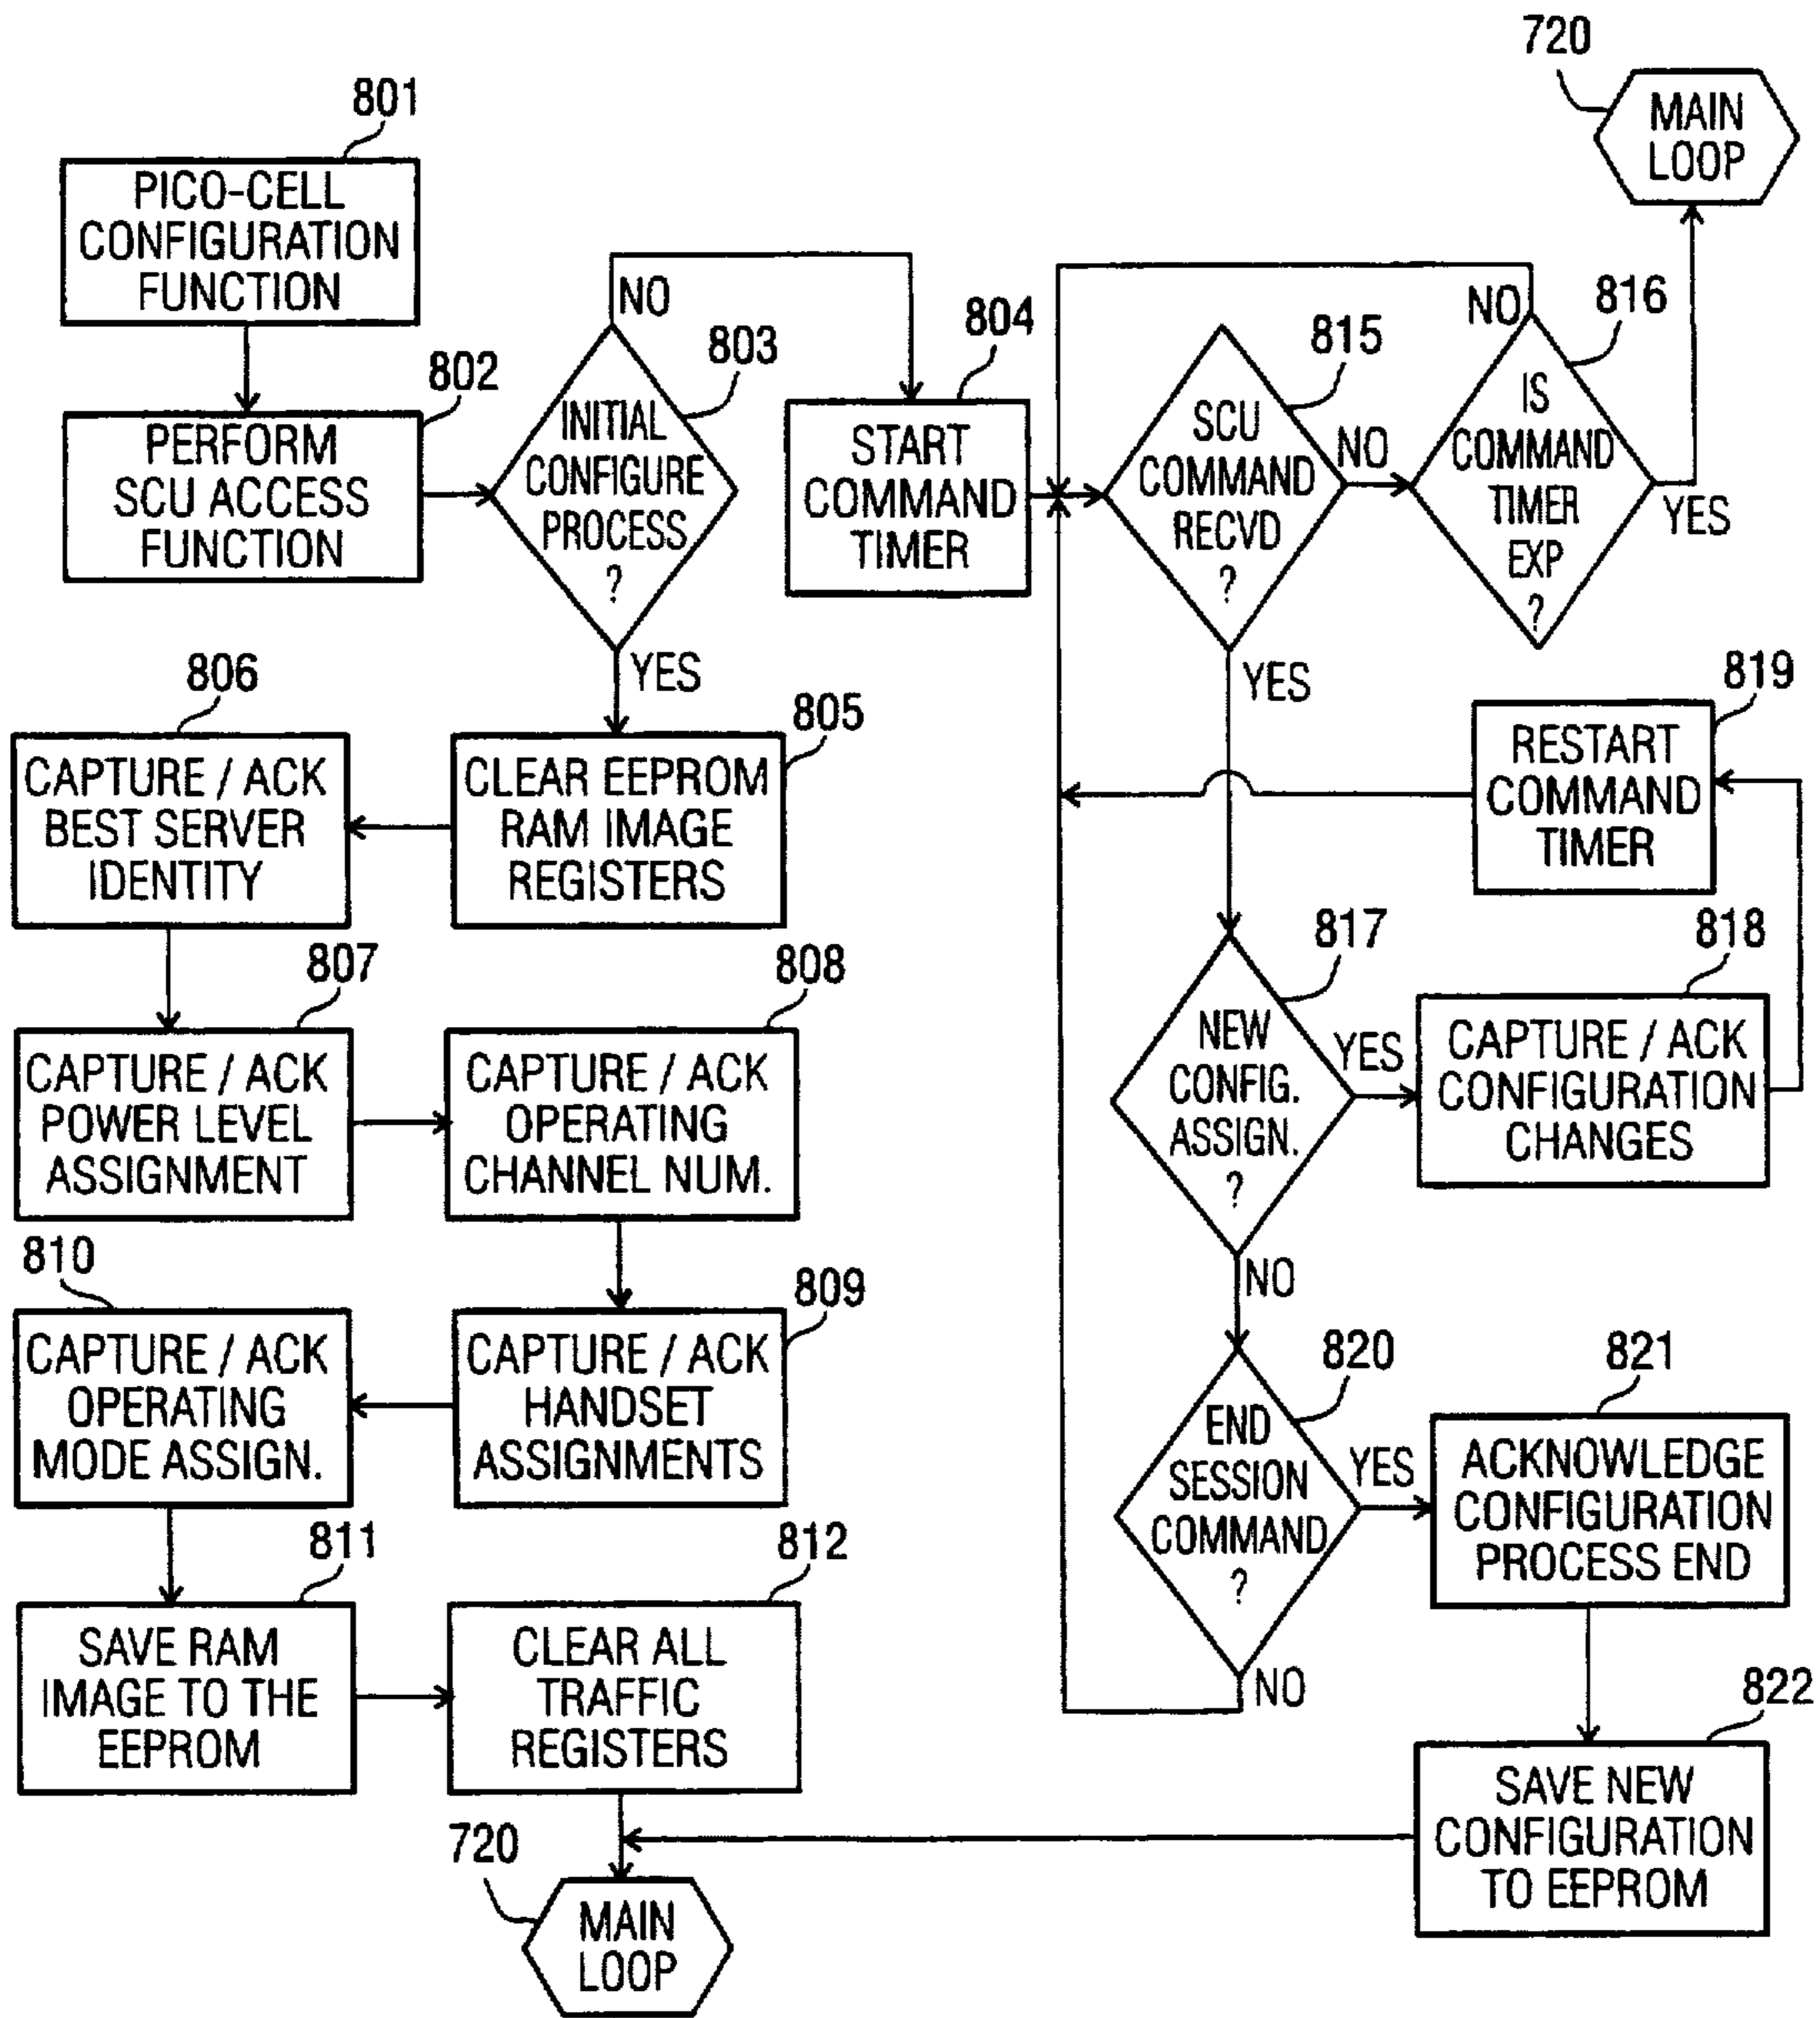 801
PICO-CELL
CONFIGURATION
FUNCTION
802
PERFORM
SCU ACCESS
FUNCTION
803
INITIAL
CONFIGURE
PROCESS
?
NO
YES
804
START
COMMAND
TIMER
815
SCU
COMMAND
RECVD
?
NO
YES
816
IS
COMMAND
TIMER
EXP
?
NO
YES
720
MAIN
LOOP
805
CLEAR EEPROM
RAM IMAGE
REGISTERS
806
CAPTURE / ACK
BEST SERVER
IDENTITY
807
CAPTURE / ACK
POWER LEVEL
ASSIGNMENT
808
CAPTURE / ACK
OPERATING
CHANNEL NUM.
809
CAPTURE / ACK
HANDSET
ASSIGNMENTS
810
CAPTURE / ACK
OPERATING
MODE ASSIGN.
811
SAVE RAM
IMAGE TO THE
EEPROM
812
CLEAR ALL
TRAFFIC
REGISTERS
720
MAIN
LOOP
817
NEW
CONFIG.
ASSIGN.
?
YES
NO
818
CAPTURE / ACK
CONFIGURATION
CHANGES
819
RESTART
COMMAND
TIMER
820
END
SESSION
COMMAND
?
YES
NO
821
ACKNOWLEDGE
CONFIGURATION
PROCESS END
822
SAVE NEW
CONFIGURATION
TO EEPROM